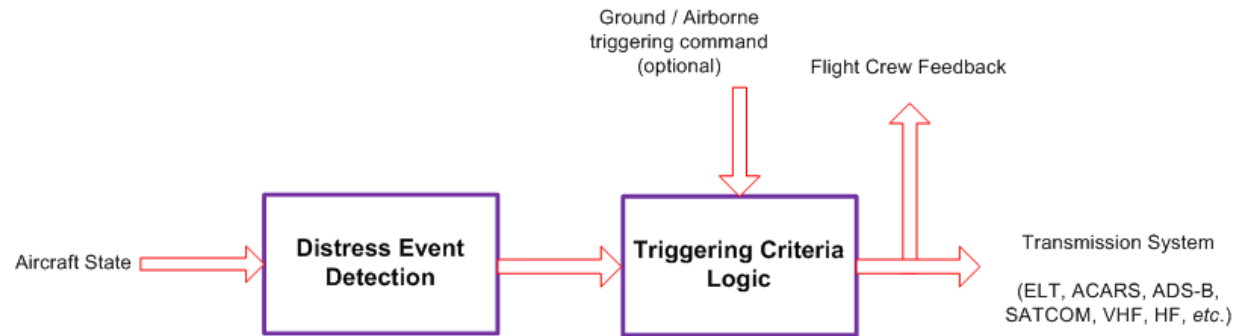 Ground / Airborne
triggering command
(optional)
Flight Crew Feedback
Aircraft State
Distress Event
Detection
Triggering Criteria
Logic
Transmission System
(ELT, ACARS, ADS-B,
SATCOM, VHF, HF, etc.)